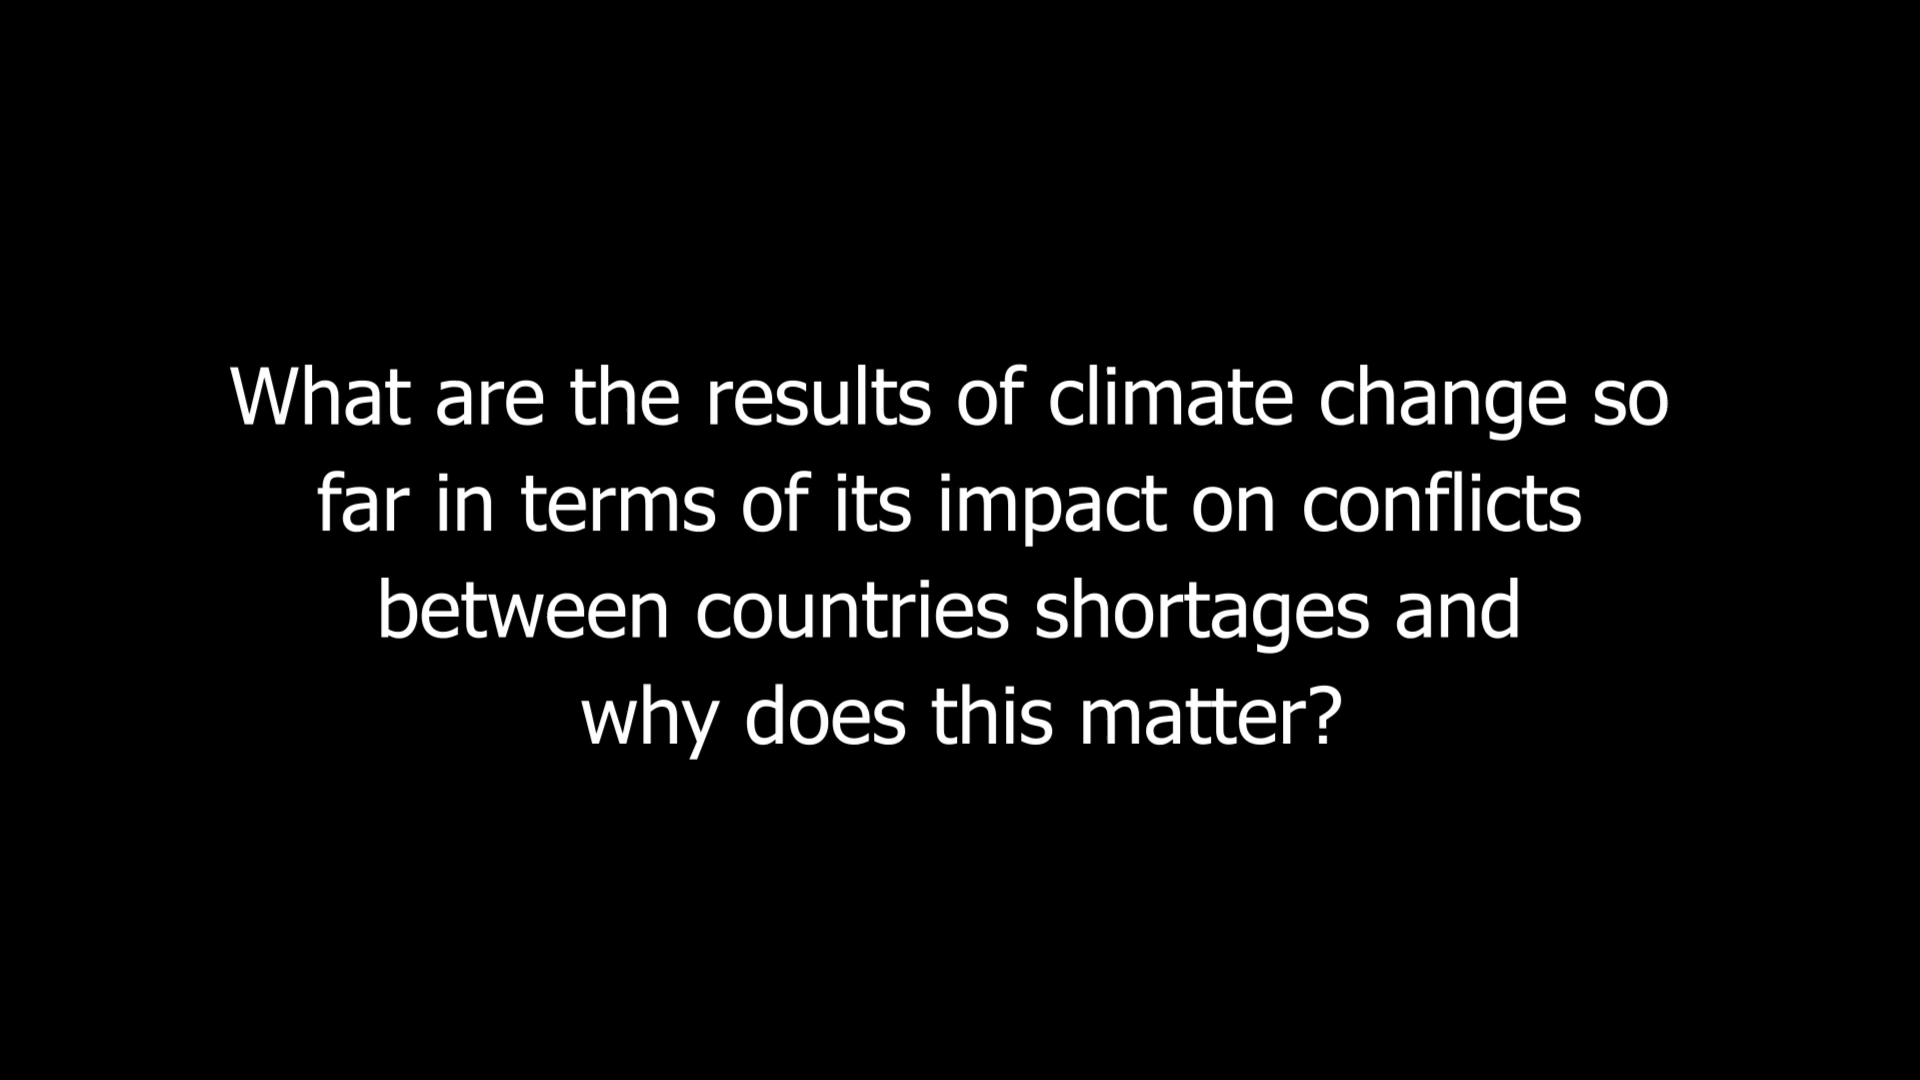 What are the results of climate change so
far in terms of its impact on conflicts
between countries shortages and
why does this matter?